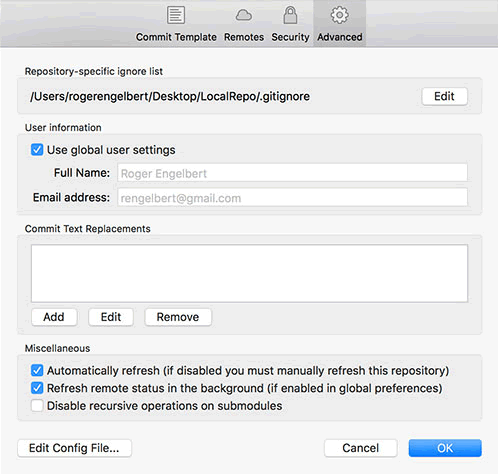 Commit Template Remotes Security Advanced
Repository-specific ignore list
/Users/rogerengelbert/Desktop/LocalRepo/.gitignore Edit
User information
Use global user settings
Full Name: Roger Engelbert
Email address: rengelbert@gmail.com
Commit Text Replacements
Add Edit Remove
Miscellaneous
Automatically refresh (if disabled you must manually refresh this repository)
Refresh remote status in the background (if enabled in global preferences)
Disable recursive operations on submodules
Edit Config File... Cancel OK